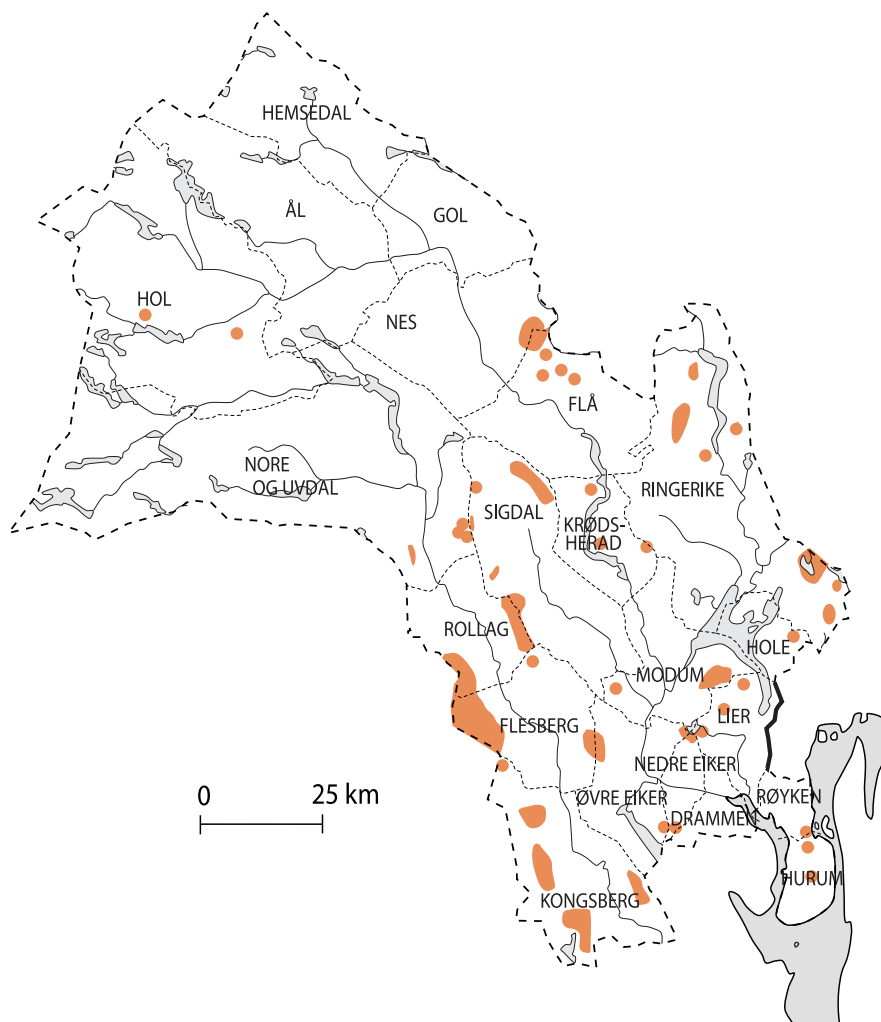 HEMSEDAL
ÅL
GOL
HOL
NES
FLÅ
NORE
OG UVDAL
SIGDAL
KRØDS-
HERAD
RINGERIKE
ROLLAG
HOLE
MODUM
LIER
FLESBERG
NEDRE EIKER
0 25 km
ØVRE EIKER
RØYKEN
DRAMMEN
HURUM
KONGSBERG